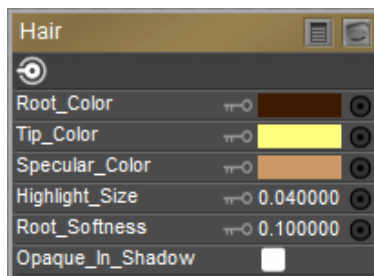 Hair
Root_Color
Tip_Color
Specular_Color
Highlight_Size 0.040000
Root_Softness 0.100000
Opaque_In_Shadow